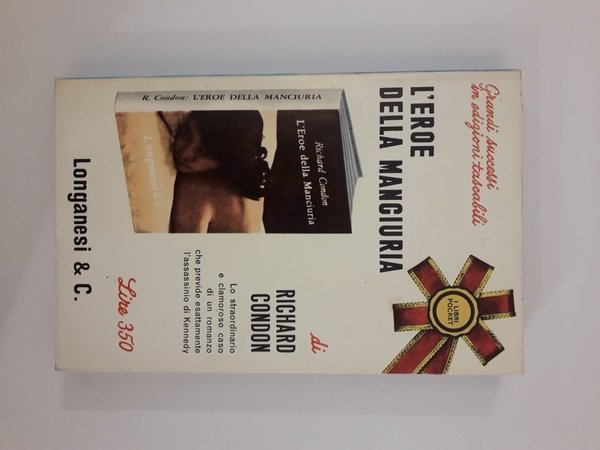 Grandi successi
in edizioni tascabili
L'EROE
DELLA MANCIURIA
I LIBRI
POCKET
R. Condon: L'EROE DELLA MANCIURIA
Longanesi & C.
Richard Condon
L'Eroe della Manciuria
di
RICHARD
CONDON
Lo straordinario
e clamoroso caso
di un romanzo
che previde esattamente
l'assassinio di Kennedy
Lire 350
Longanesi & C.